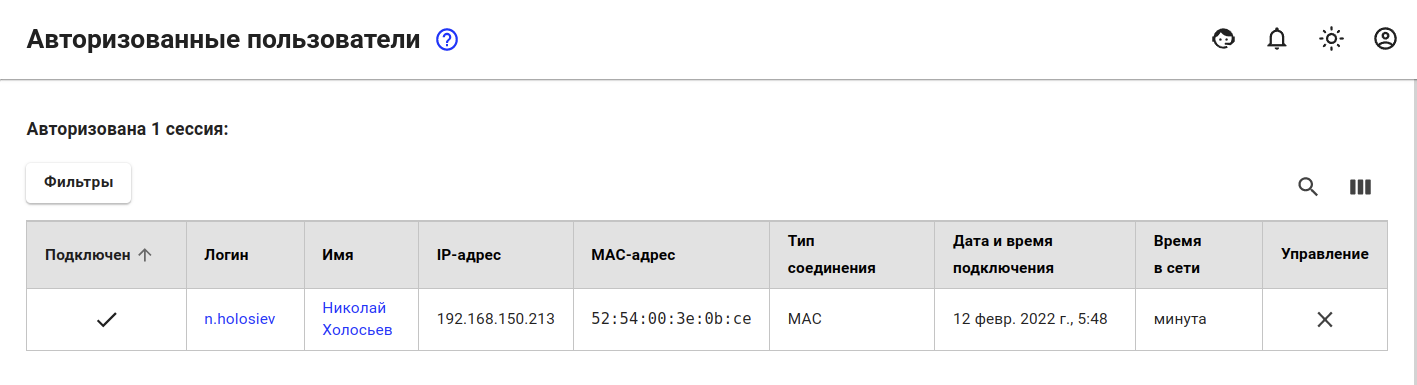 Авторизованные пользователи
Авторизована 1 сессия:
Фильтры
Подключен Логин Имя IP-адрес MAC-адрес Тип соединения Дата и время подключения Время в сети Управление
n.holosiev Николай Холосьев 192.168.150.213 52:54:00:3e:0b:ce MAC 12 февр. 2022 г., 5:48 минута